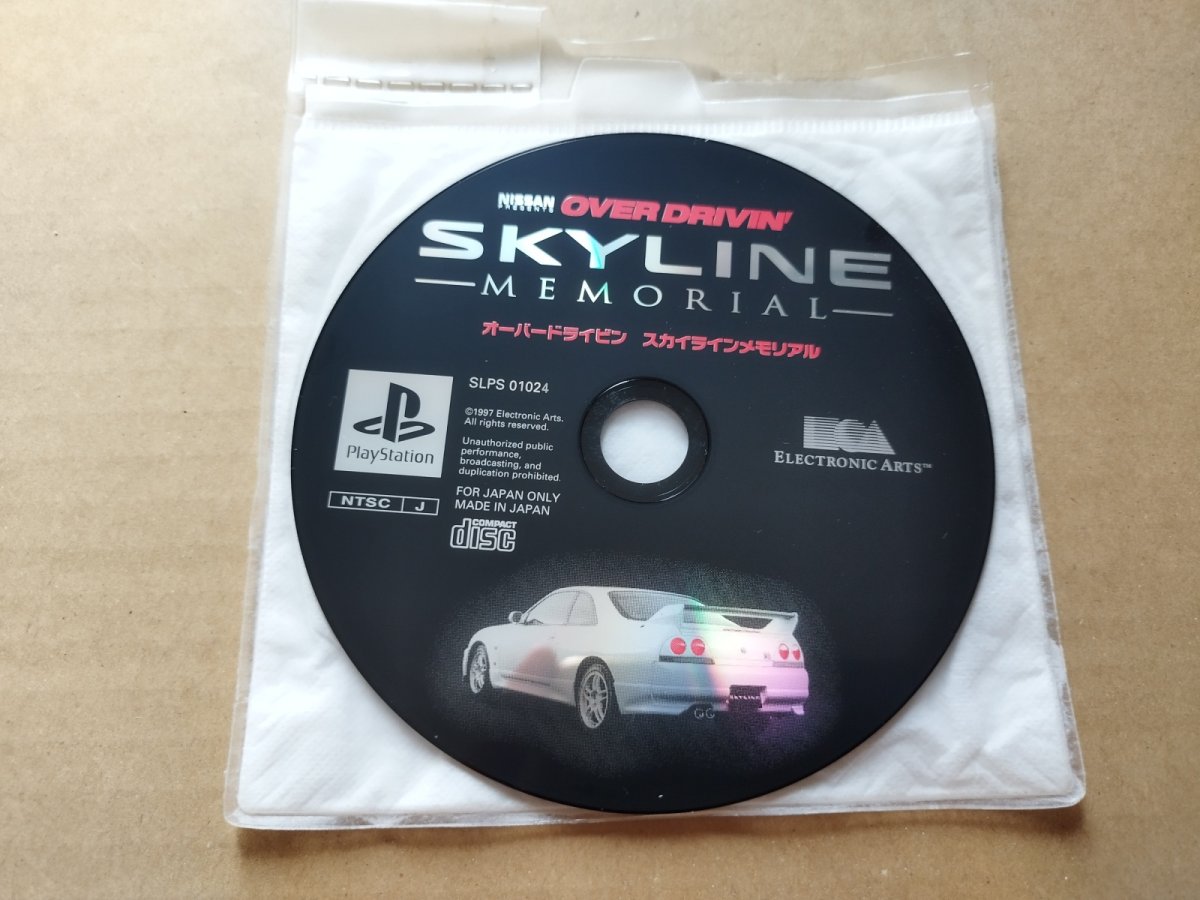 NISSAN
PRESENTS
OVER DRIVIN'
SKYLINE
MEMORIAL
オーバードライビン スカイラインメモリアル
PlayStation
NTSC J
SLPS 01024
©1997 Electronic Arts.
All rights reserved.
Unauthorized public
performance,
broadcasting, and
duplication prohibited.
FOR JAPAN ONLY
MADE IN JAPAN
COMPACT
disc
EA
ELECTRONIC ARTS™
SKYLINE